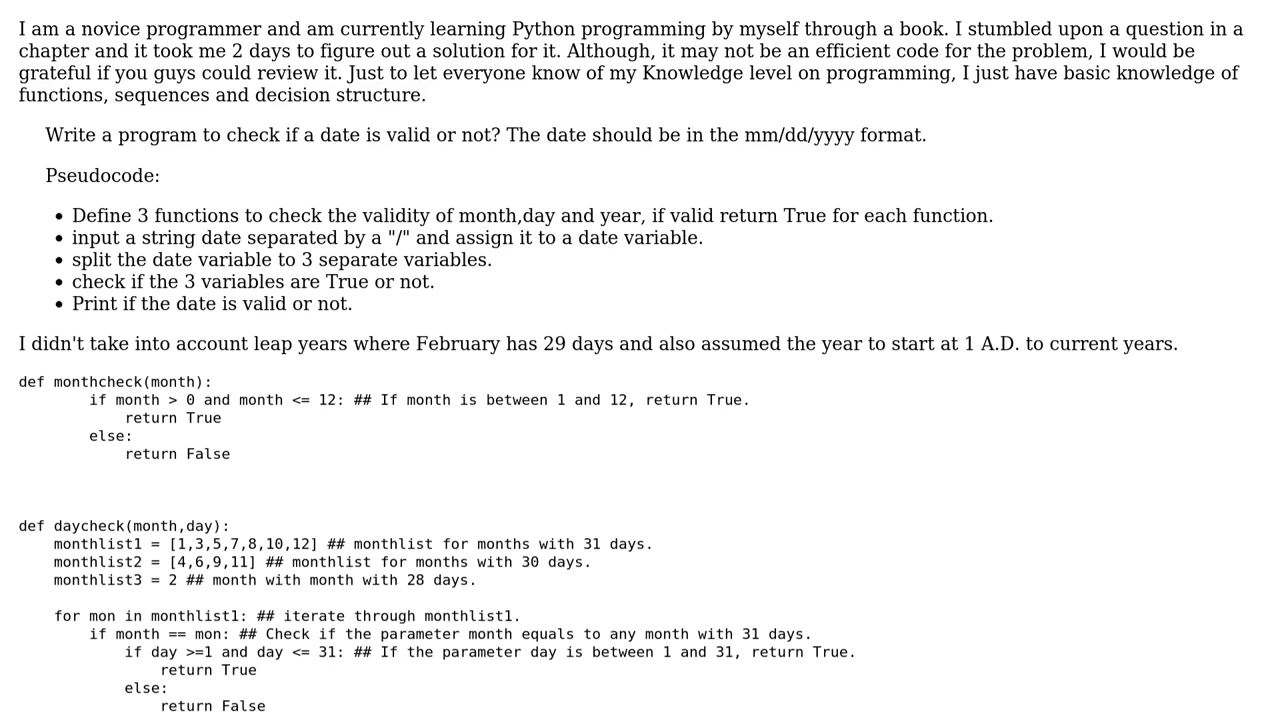 I am a novice programmer and am currently learning Python programming by myself through a book. I stumbled upon a question in a
chapter and it took me 2 days to figure out a solution for it. Although, it may not be an efficient code for the problem, I would be
grateful if you guys could review it. Just to let everyone know of my Knowledge level on programming, I just have basic knowledge of
functions, sequences and decision structure.
Write a program to check if a date is valid or not? The date should be in the mm/dd/yyyy format.
Pseudocode:
• Define 3 functions to check the validity of month,day and year, if valid return True for each function.
• input a string date separated by a "/" and assign it to a date variable.
• split the date variable to 3 separate variables.
• check if the 3 variables are True or not.
• Print if the date is valid or not.
I didn't take into account leap years where February has 29 days and also assumed the year to start at 1 A.D. to current years.
def monthcheck(month):
        if month > 0 and month <= 12: ## If month is between 1 and 12, return True.
            return True
        else:
            return False
def daycheck(month,day):
    monthlist1 = [1,3,5,7,8,10,12] ## monthlist for months with 31 days.
    monthlist2 = [4,6,9,11] ## monthlist for months with 30 days.
    monthlist3 = 2 ## month with month with 28 days.
    for mon in monthlist1: ## iterate through monthlist1.
        if month == mon: ## Check if the parameter month equals to any month with 31 days.
            if day >=1 and day <= 31: ## If the parameter day is between 1 and 31, return True.
                return True
            else:
                return False